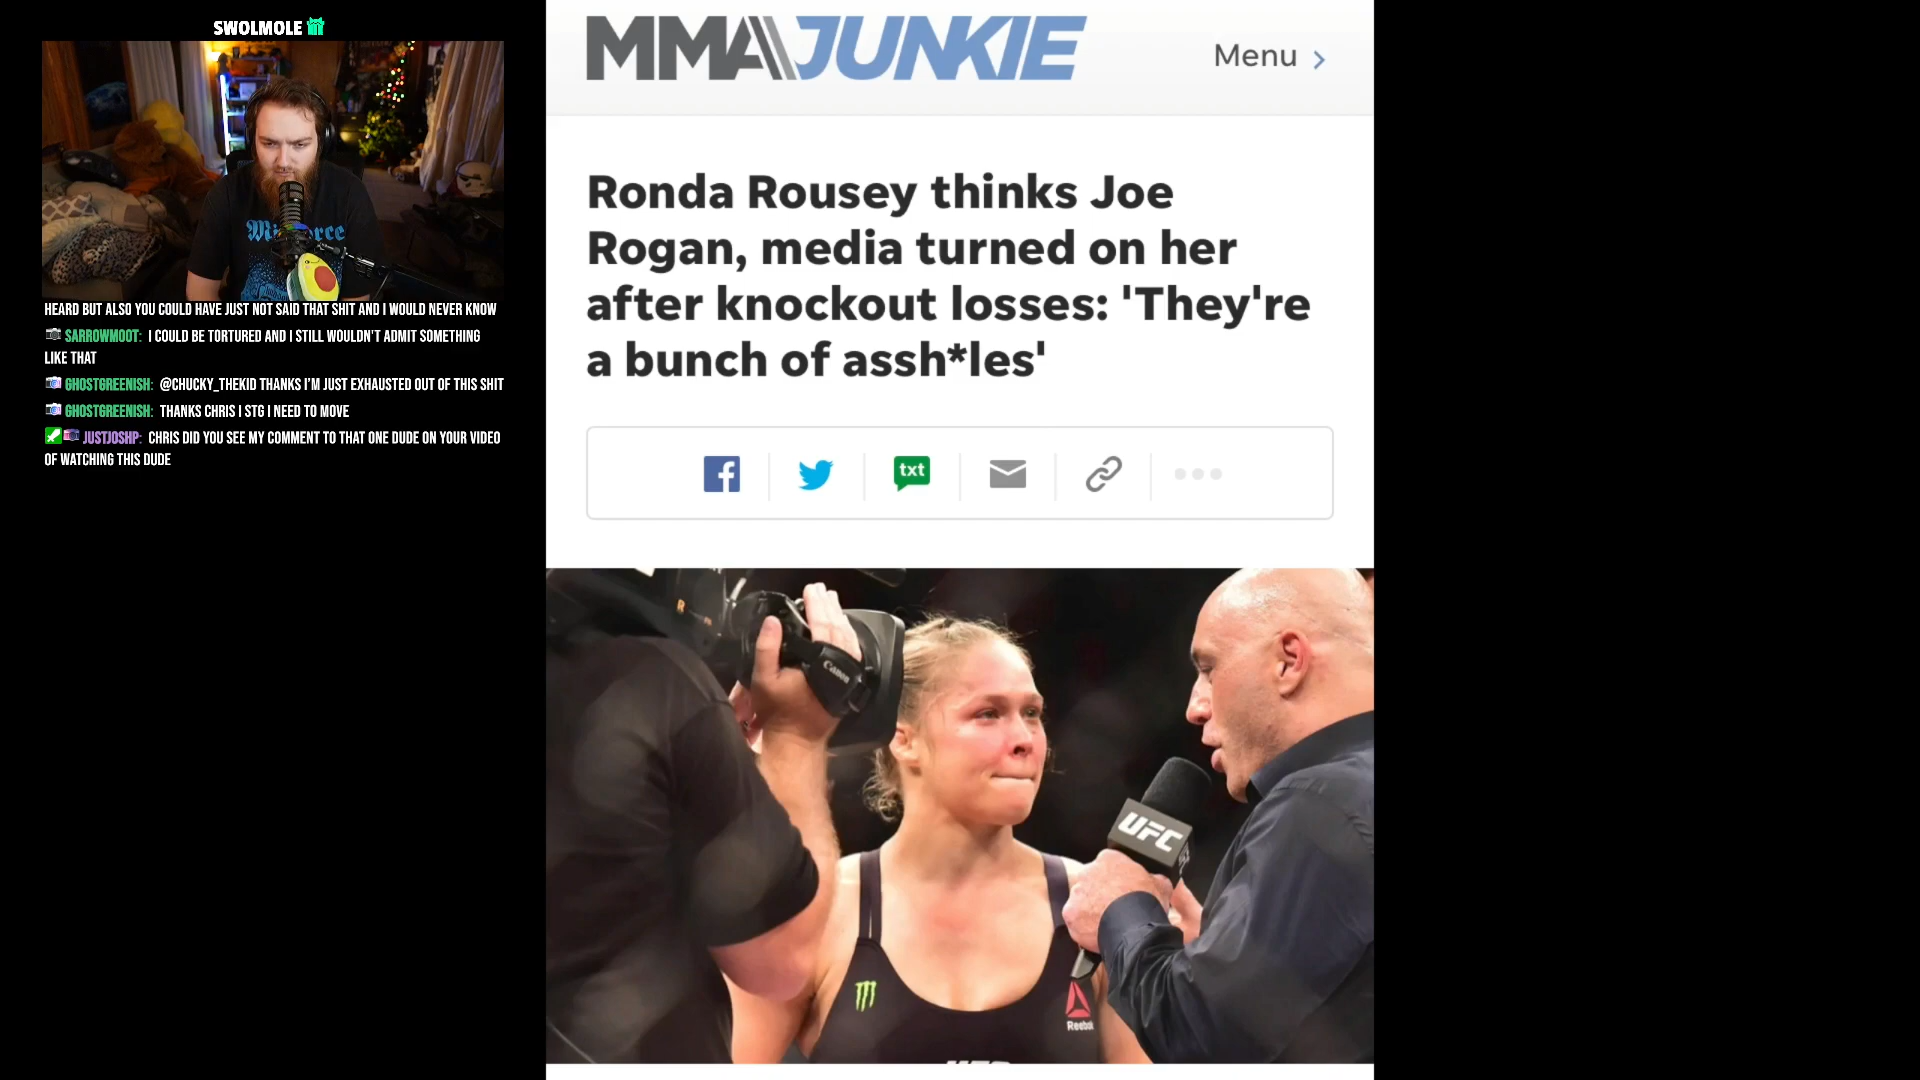 SWOLMOLE
HEARD BUT ALSO YOU COULD HAVE JUST NOT SAID THAT SHIT AND I WOULD NEVER KNOW
SARROWMOOT: I COULD BE TORTURED AND I STILL WOULDN'T ADMIT SOMETHING
LIKE THAT
GHOSTGREENISH: @CHUCKY_THEKID THANKS I'M JUST EXHAUSTED OUT OF THIS SHIT
GHOSTGREENISH: THANKS CHRIS I STG I NEED TO MOVE
JUSTJOSHP: CHRIS DID YOU SEE MY COMMENT TO THAT ONE DUDE ON YOUR VIDEO
OF WATCHING THIS DUDE
MMA JUNKIE
Menu >
Ronda Rousey thinks Joe
Rogan, media turned on her
after knockout losses: 'They're
a bunch of assh*les'
txt
Canon
UFC
Reebok